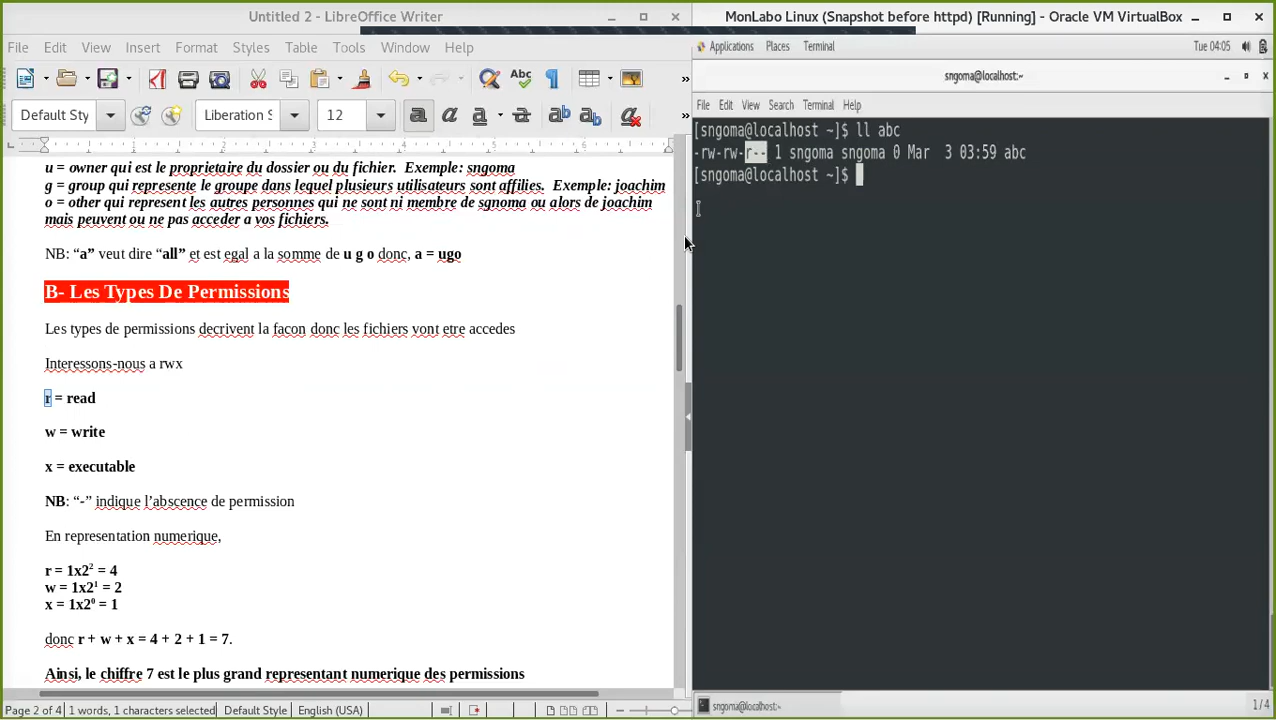 Untitled 2 - LibreOffice Writer
File Edit View Insert Format Styles Table Tools Window Help
Default Sty Liberation S 12
u = owner qui est le proprietaire du dossier ou du fichier. Exemple: sngoma
g = group qui represente le groupe dans lequel plusieurs utilisateurs sont affilies. Exemple: joachim
o = other qui represent les autres personnes qui ne sont ni membre de sgnoma ou alors de joachim
mais peuvent ou ne pas acceder a vos fichiers.
NB: “a” veut dire “all” et est egal a la somme de u g o donc, a = ugo
B- Les Types De Permissions
Les types de permissions decrivent la facon donc les fichiers vont etre accedes
Interessons-nous a rwx
r = read
w = write
x = executable
NB: “-” indique l’abscence de permission
En representation numerique,
r = 1x2² = 4
w = 1x2¹ = 2
x = 1x2⁰ = 1
donc r + w + x = 4 + 2 + 1 = 7.
Ainsi, le chiffre 7 est le plus grand representant numerique des permissions
Page 2 of 4 1 words, 1 characters selected Default Style English (USA)
MonLabo Linux (Snapshot before httpd) [Running] - Oracle VM VirtualBox
Applications Places Terminal Tue 04:05
sngoma@localhost:~
File Edit View Search Terminal Help
[sngoma@localhost ~]$ ll abc
-rw-rw-r-- 1 sngoma sngoma 0 Mar  3 03:59 abc
[sngoma@localhost ~]$
sngoma@localhost:~ 1 / 4